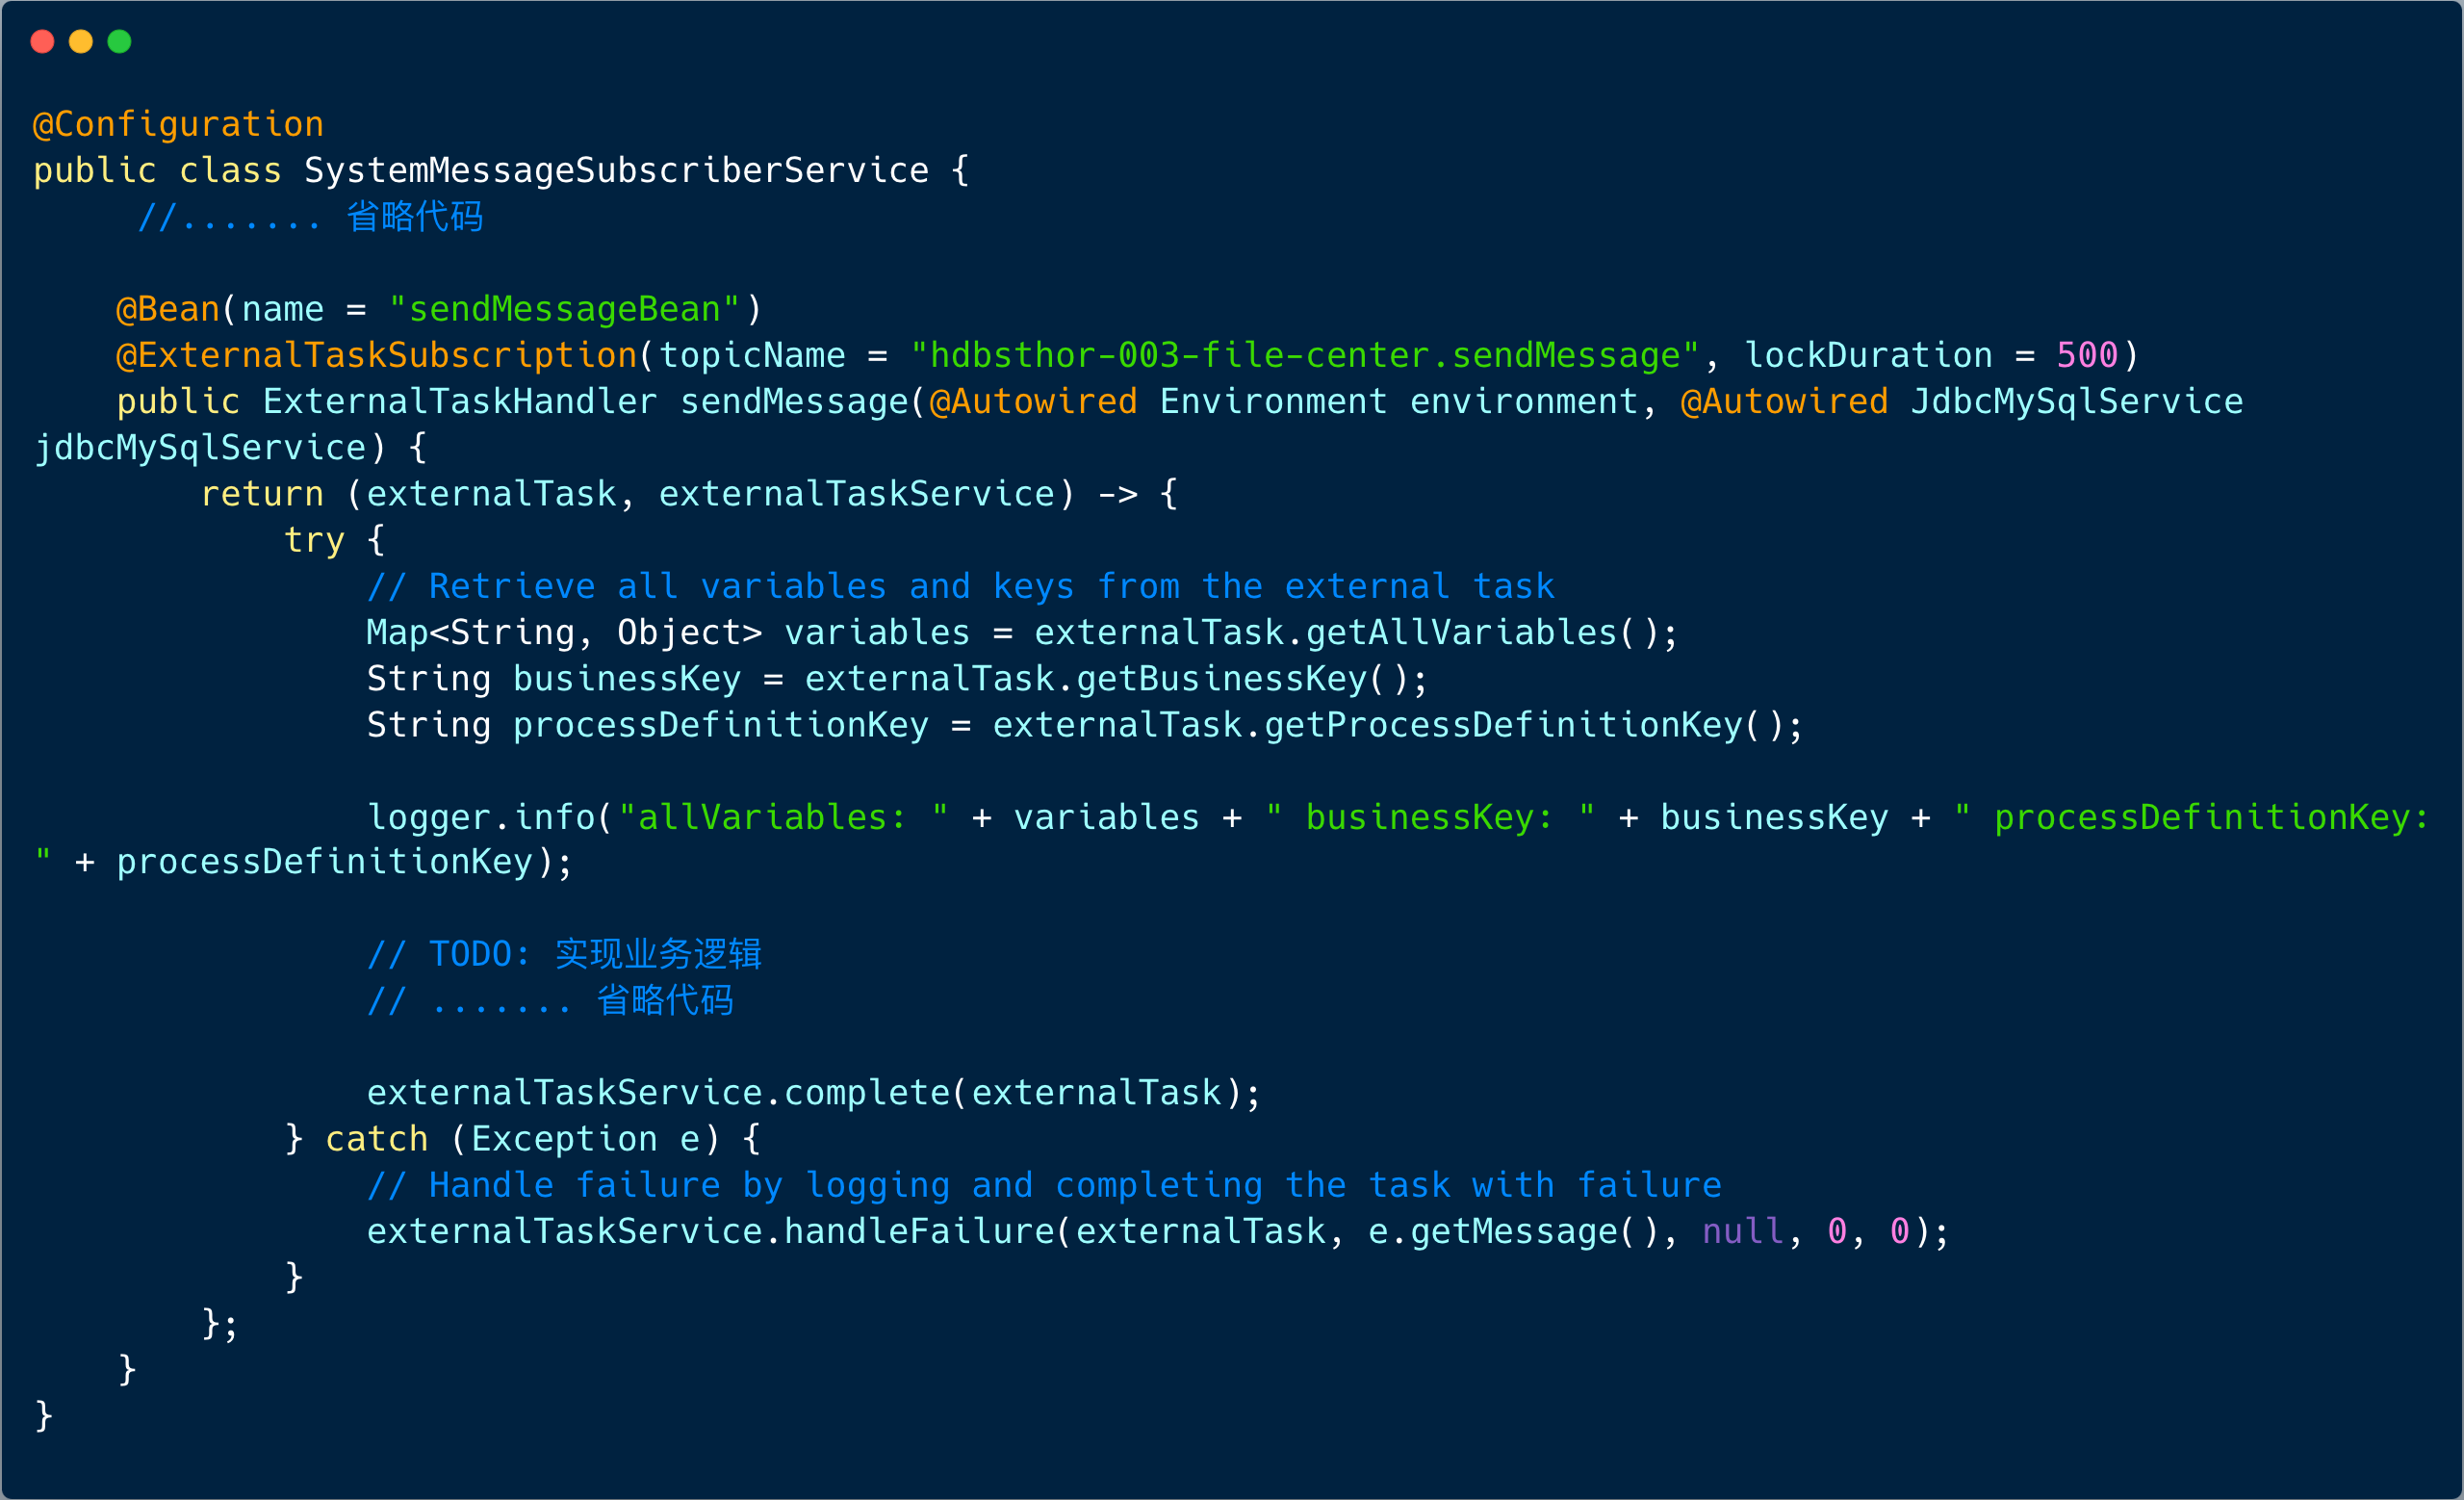 @Configuration
public class SystemMessageSubscriberService {
     //....... 省略代码

    @Bean(name = "sendMessageBean")
    @ExternalTaskSubscription(topicName = "hdbsthor-003-file-center.sendMessage", lockDuration = 500)
    public ExternalTaskHandler sendMessage(@Autowired Environment environment, @Autowired JdbcMySqlService
jdbcMySqlService) {
        return (externalTask, externalTaskService) -> {
            try {
                // Retrieve all variables and keys from the external task
                Map<String, Object> variables = externalTask.getAllVariables();
                String businessKey = externalTask.getBusinessKey();
                String processDefinitionKey = externalTask.getProcessDefinitionKey();

                logger.info("allVariables: " + variables + " businessKey: " + businessKey + " processDefinitionKey:
" + processDefinitionKey);

                // TODO: 实现业务逻辑
                // ....... 省略代码

                externalTaskService.complete(externalTask);
            } catch (Exception e) {
                // Handle failure by logging and completing the task with failure
                externalTaskService.handleFailure(externalTask, e.getMessage(), null, 0, 0);
            }
        };
    }
}